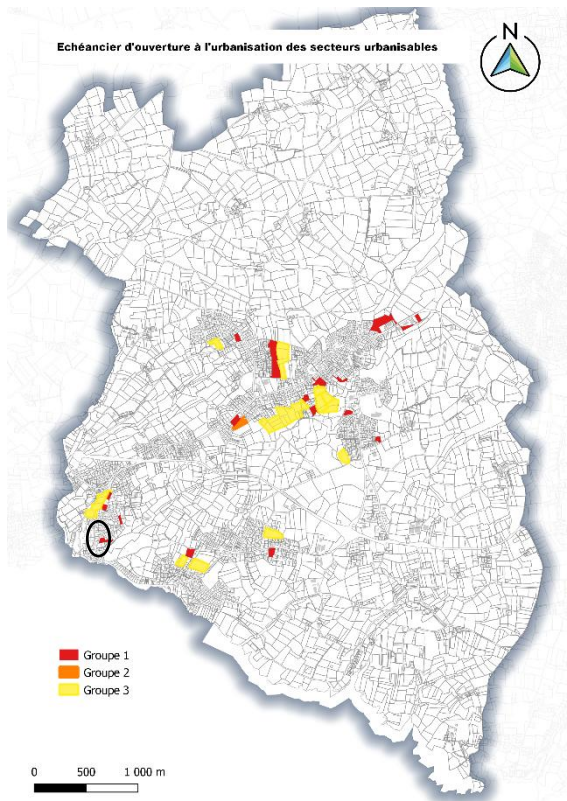 Echéancier d'ouverture à l'urbanisation des secteurs urbanisables
N
Groupe 1
Groupe 2
Groupe 3
0 500 1 000 m